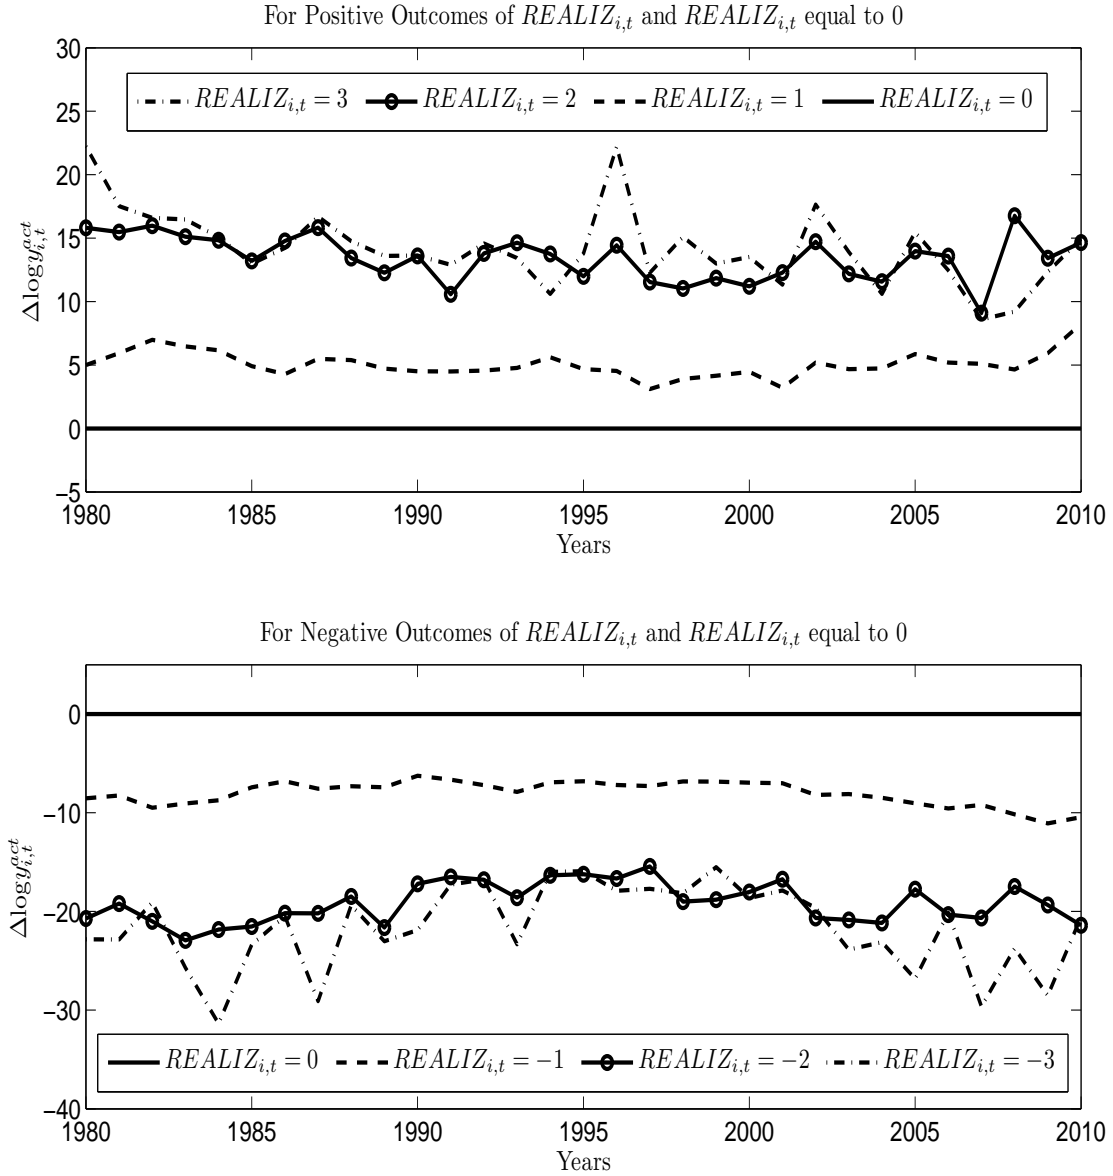 For Positive Outcomes of REALIZ_{i,t} and REALIZ_{i,t} equal to 0
30
REALIZ_{i,t} = 3 REALIZ_{i,t} = 2 REALIZ_{i,t} = 1 REALIZ_{i,t} = 0
25
20
15
10
5
0
−5
Δlogy_{i,t}^{act}
1980 1985 1990 1995 2000 2005 2010
Years
For Negative Outcomes of REALIZ_{i,t} and REALIZ_{i,t} equal to 0
0
−10
−20
−30
−40
Δlogy_{i,t}^{act}
REALIZ_{i,t} = 0 REALIZ_{i,t} = −1 REALIZ_{i,t} = −2 REALIZ_{i,t} = −3
1980 1985 1990 1995 2000 2005 2010
Years